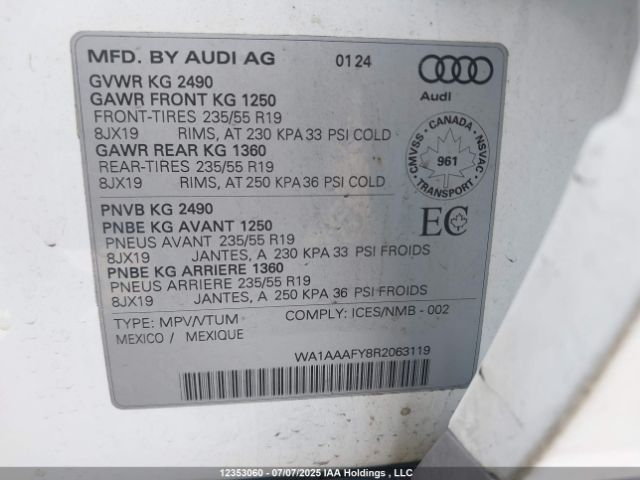 MFD. BY AUDI AG 01 24
Audi
GVWR KG 2490
GAWR FRONT KG 1250
FRONT-TIRES 235/55 R19
8JX19 RIMS, AT 230 KPA 33 PSI COLD
GAWR REAR KG 1360
REAR-TIRES 235/55 R19
8JX19 RIMS, AT 250 KPA 36 PSI COLD
CMVSS - CANADA - NSVAC
961
TRANSPORT
PNVB KG 2490
PNBE KG AVANT 1250
PNEUS AVANT 235/55 R19
8JX19 JANTES, A 230 KPA 33 PSI FROIDS
PNBE KG ARRIERE 1360
PNEUS ARRIERE 235/55 R19
8JX19 JANTES, A 250 KPA 36 PSI FROIDS
EC
TYPE: MPV/VTUM COMPLY: ICES/NMB - 002
MEXICO / MEXIQUE
WA1AAAFY8R2063119
12353060 - 07/07/2025 IAA Holdings , LLC